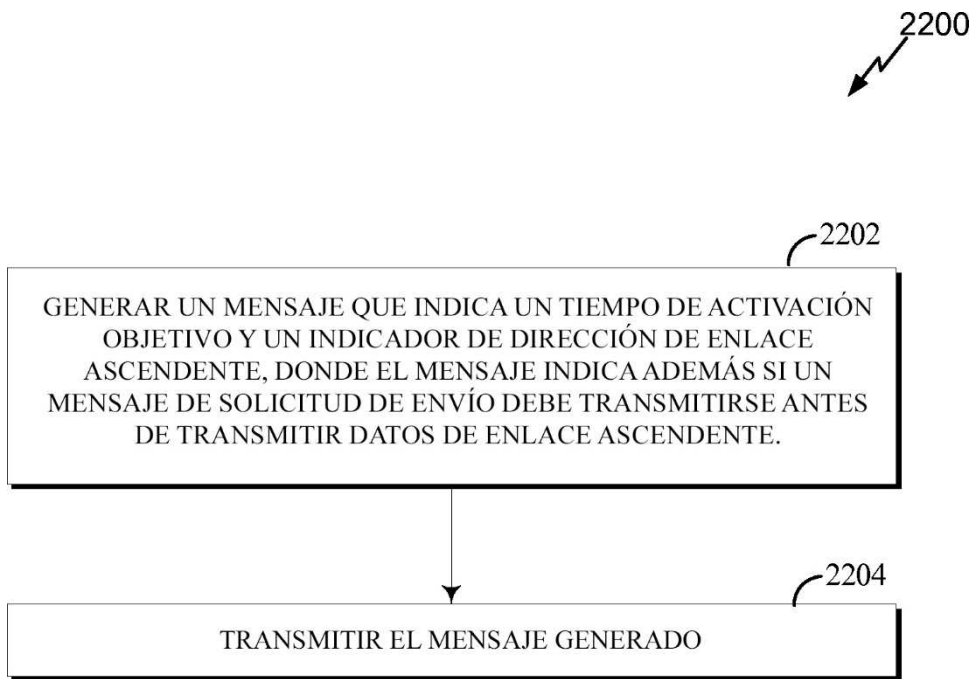 2200
2202
GENERAR UN MENSAJE QUE INDICA UN TIEMPO DE ACTIVACIÓN
OBJETIVO Y UN INDICADOR DE DIRECCIÓN DE ENLACE
ASCENDENTE, DONDE EL MENSAJE INDICA ADEMÁS SI UN
MENSAJE DE SOLICITUD DE ENVÍO DEBE TRANSMITIRSE ANTES
DE TRANSMITIR DATOS DE ENLACE ASCENDENTE.
2204
TRANSMITIR EL MENSAJE GENERADO